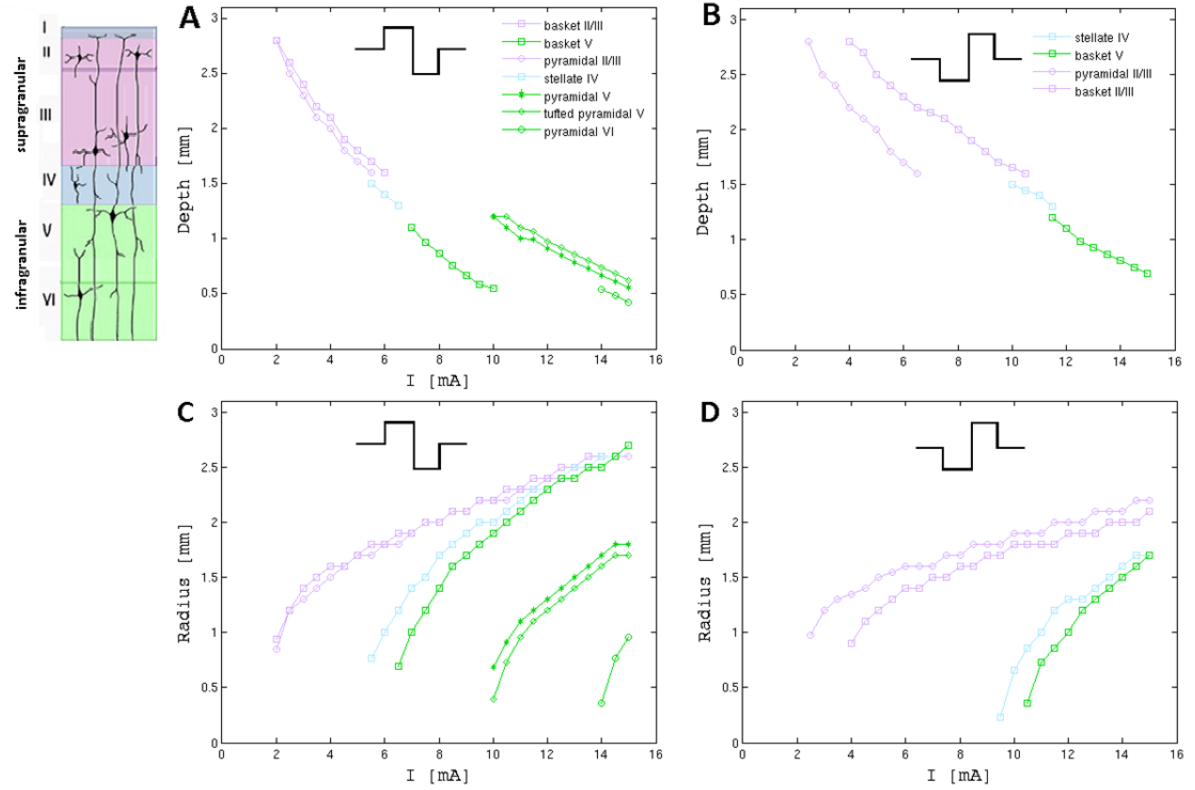 I
II
III
IV
V
VI
supragranular
infragranular
A
basket II/III
basket V
pyramidal II/III
stellate IV
pyramidal V
tufted pyramidal V
pyramidal VI
Depth [mm]
3
2.5
2
1.5
1
0.5
0
0 2 4 6 8 10 12 14 16
I [mA]
B
stellate IV
basket V
pyramidal II/III
basket II/III
Depth [mm]
3
2.5
2
1.5
1
0.5
0
0 2 4 6 8 10 12 14 16
C
Radius [mm]
3
2.5
2
1.5
1
0.5
0
0 2 4 6 8 10 12 14 16
I [mA]
D
Radius [mm]
3
2.5
2
1.5
1
0.5
0
0 2 4 6 8 10 12 14 16
I [mA]